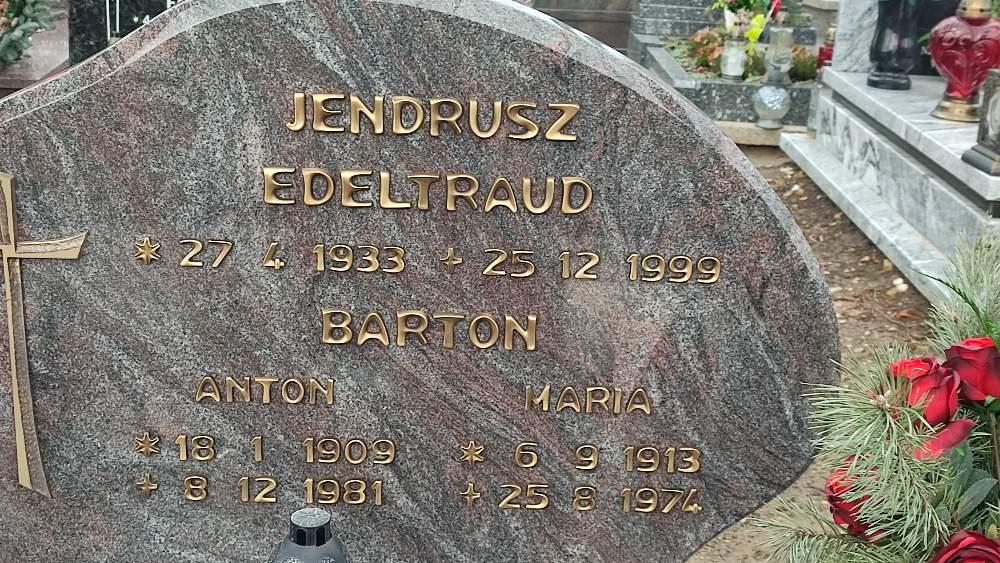 JENDRUSZ
EDELTRAUD
* 27 4 1933 + 25 12 1999
BARTON
ANTON MARIA
* 18 1 1909 * 6 9 1913
+ 8 12 1981 + 25 8 1974